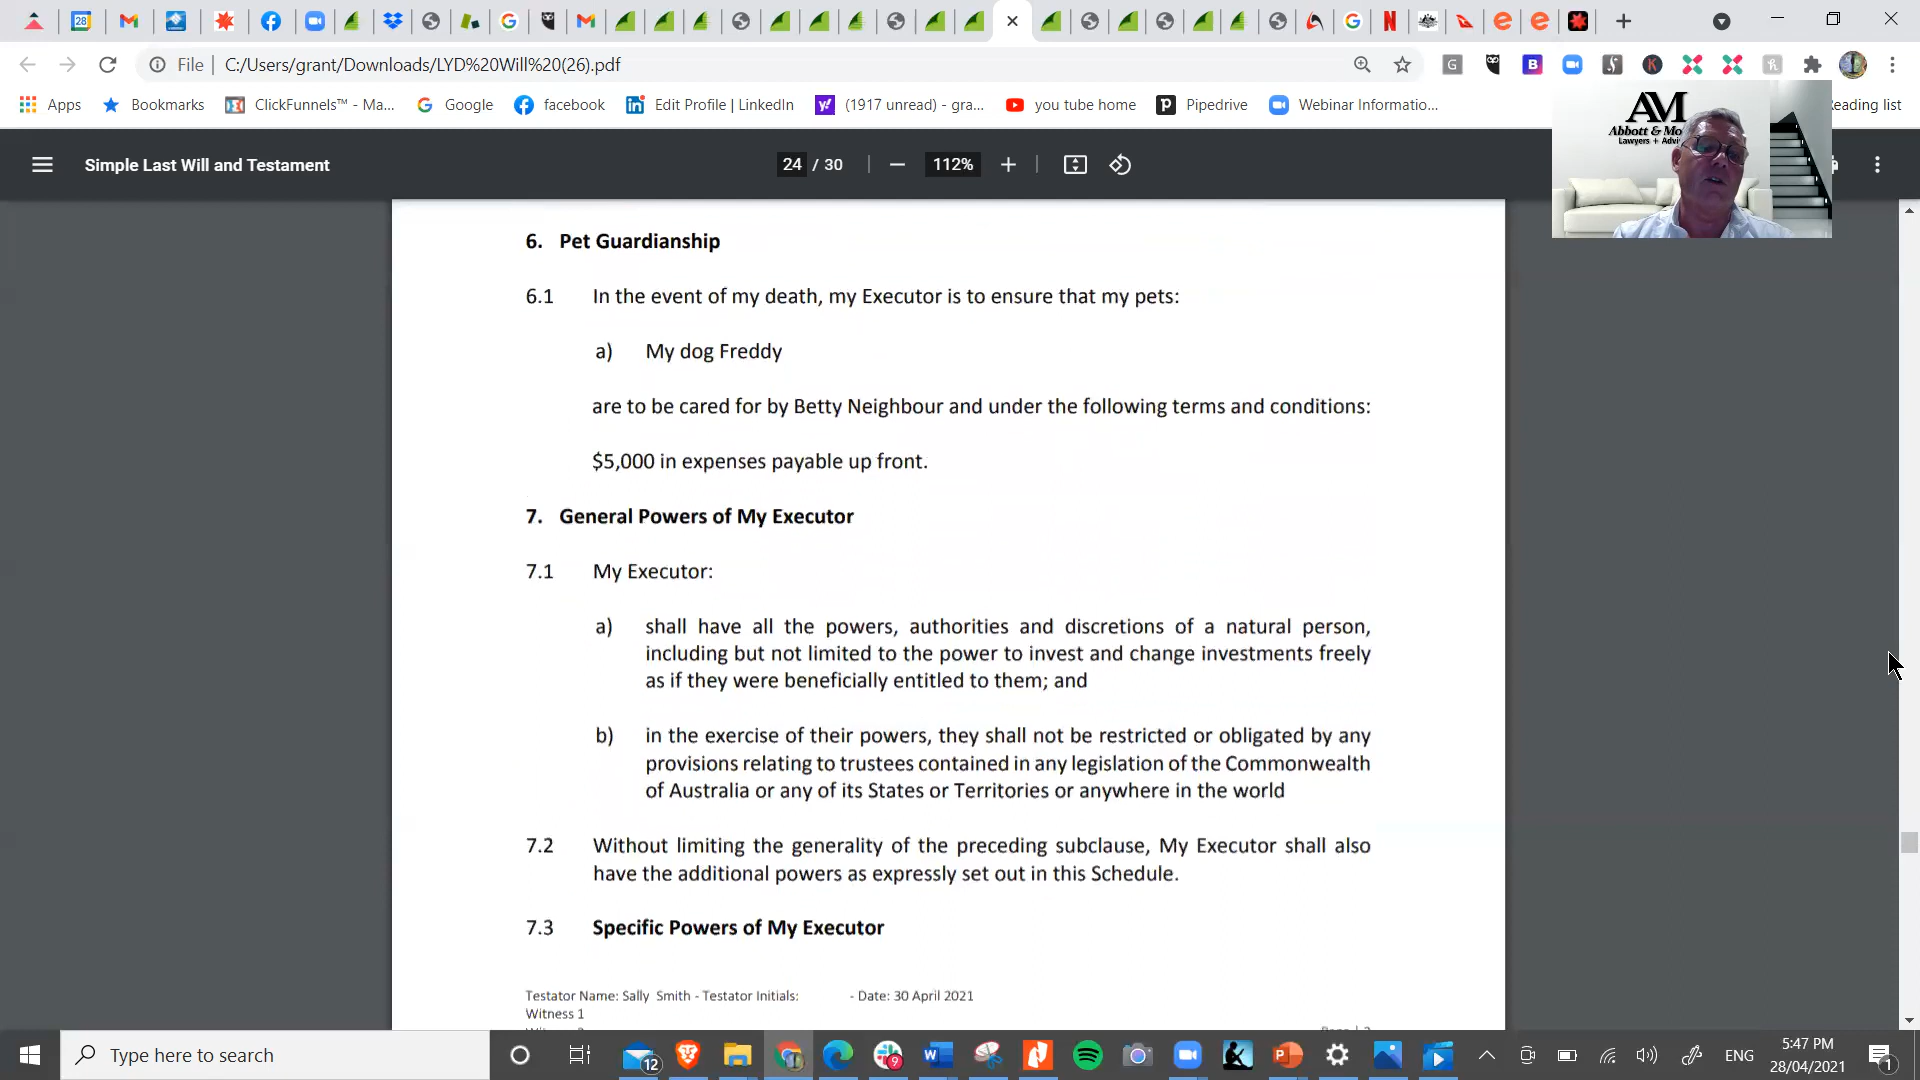 File
C:/Users/grant/Downloads/LYD%20Will%20(26).pdf
Apps
Bookmarks
ClickFunnels™ - Ma...
Google
facebook
Edit Profile | LinkedIn
(1917 unread) - gra...
you tube home
Pipedrive
Webinar Informatio...
eading list
AM
Abbott & Mo
Lawyers + Advi
Simple Last Will and Testament
24 / 30
112%
6. Pet Guardianship
6.1 In the event of my death, my Executor is to ensure that my pets:
a) My dog Freddy
are to be cared for by Betty Neighbour and under the following terms and conditions:
$5,000 in expenses payable up front.
7. General Powers of My Executor
7.1 My Executor:
a) shall have all the powers, authorities and discretions of a natural person,
including but not limited to the power to invest and change investments freely
as if they were beneficially entitled to them; and
b) in the exercise of their powers, they shall not be restricted or obligated by any
provisions relating to trustees contained in any legislation of the Commonwealth
of Australia or any of its States or Territories or anywhere in the world
7.2 Without limiting the generality of the preceding subclause, My Executor shall also
have the additional powers as expressly set out in this Schedule.
7.3 Specific Powers of My Executor
Testator Name: Sally Smith - Testator Initials: - Date: 30 April 2021
Witness 1
Type here to search
12
9
ENG
5:47 PM
28/04/2021
1